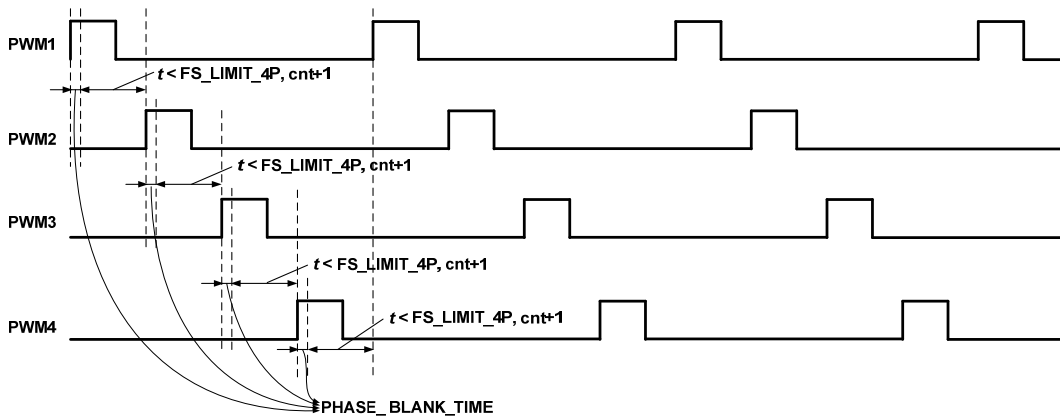 PWM1
t < FS_LIMIT_4P, cnt+1
PWM2
t < FS_LIMIT_4P, cnt+1
PWM3
t < FS_LIMIT_4P, cnt+1
PWM4
t < FS_LIMIT_4P, cnt+1
PHASE_ BLANK_TIME